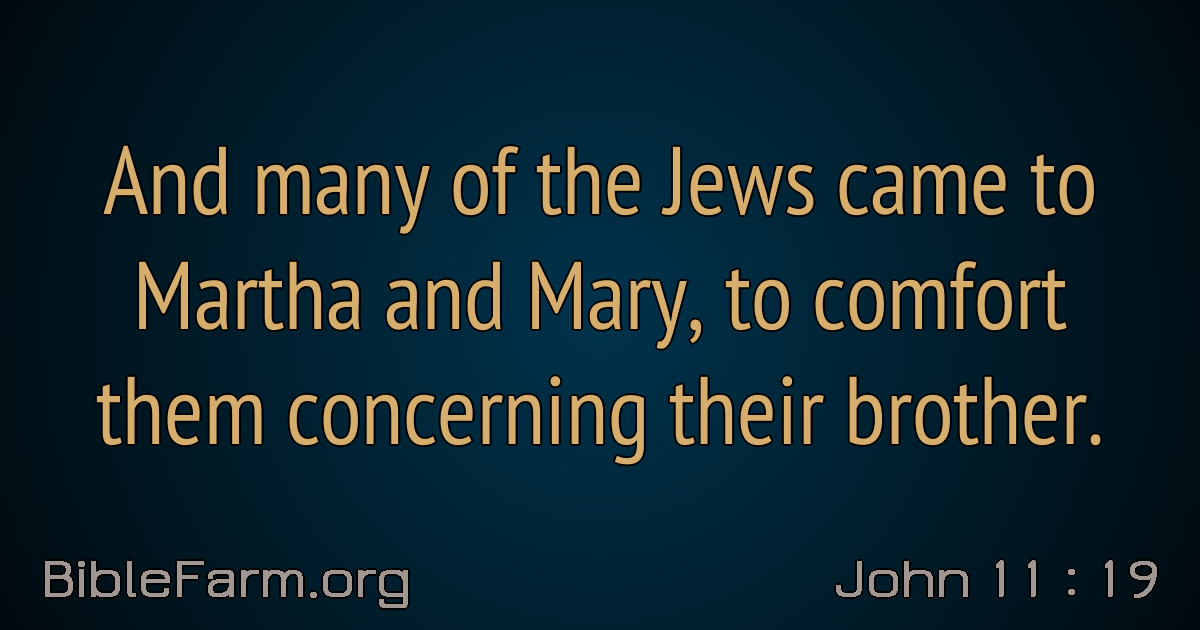 And many of the Jews came to
Martha and Mary, to comfort
them concerning their brother.
BibleFarm.org
John 11 : 19